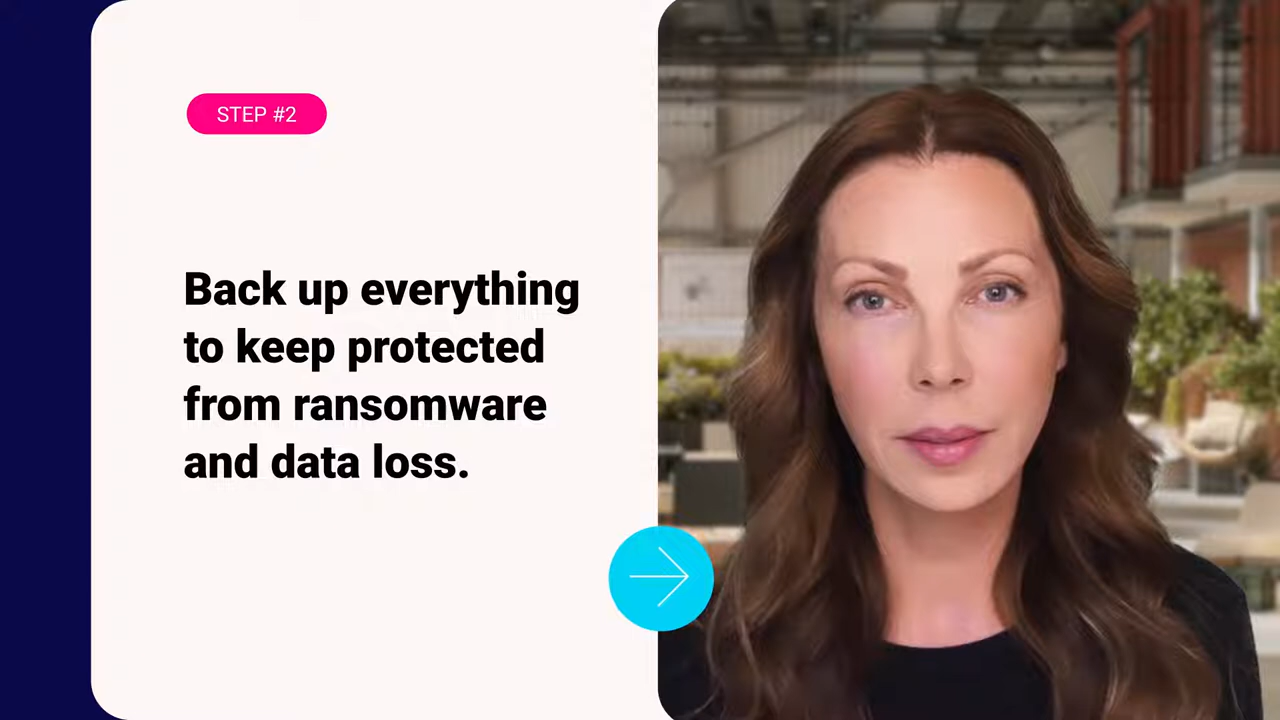 STEP #2
Back up everything
to keep protected
from ransomware
and data loss.